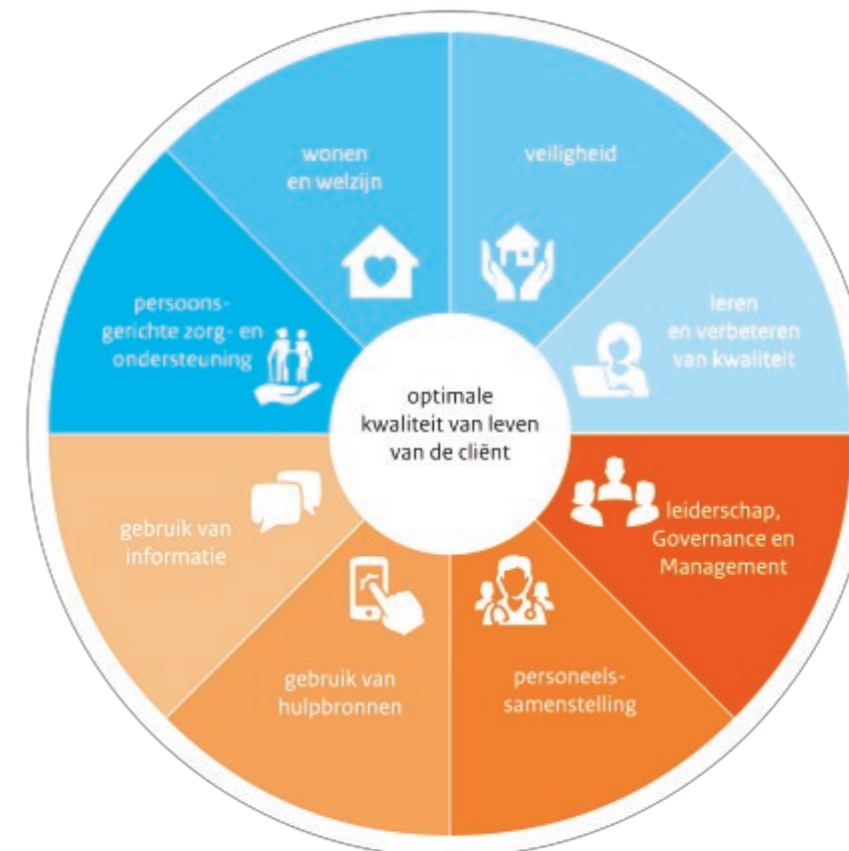 wonen
en welzijn
veiligheid
leren
en verbeteren
van kwaliteit
leiderschap,
Governance en
Management
personeels-
samenstelling
gebruik van
hulpbronnen
gebruik van
informatie
persoons-
gerichte zorg- en
ondersteuning
optimale
kwaliteit van leven
van de cliënt